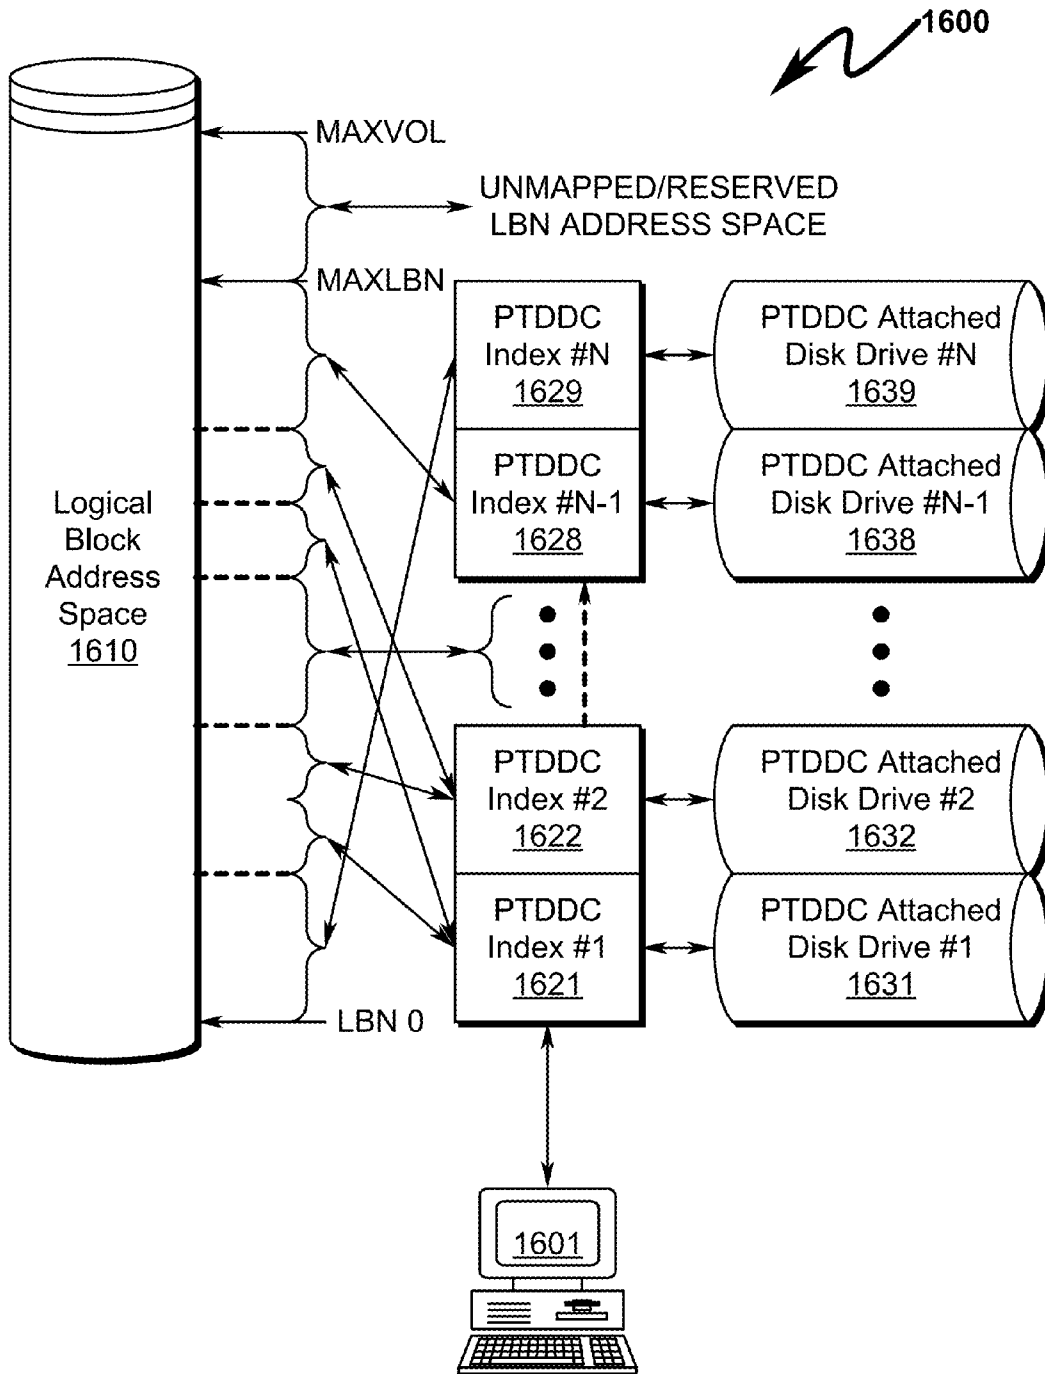 1600
MAXVOL
UNMAPPED/RESERVED
LBN ADDRESS SPACE
MAXLBN
PTDDC
Index #N
1629
PTDDC Attached
Disk Drive #N
1639
PTDDC
Index #N-1
1628
PTDDC Attached
Disk Drive #N-1
1638
Logical
Block
Address
Space
1610
PTDDC
Index #2
1622
PTDDC Attached
Disk Drive #2
1632
PTDDC
Index #1
1621
PTDDC Attached
Disk Drive #1
1631
LBN 0
1601